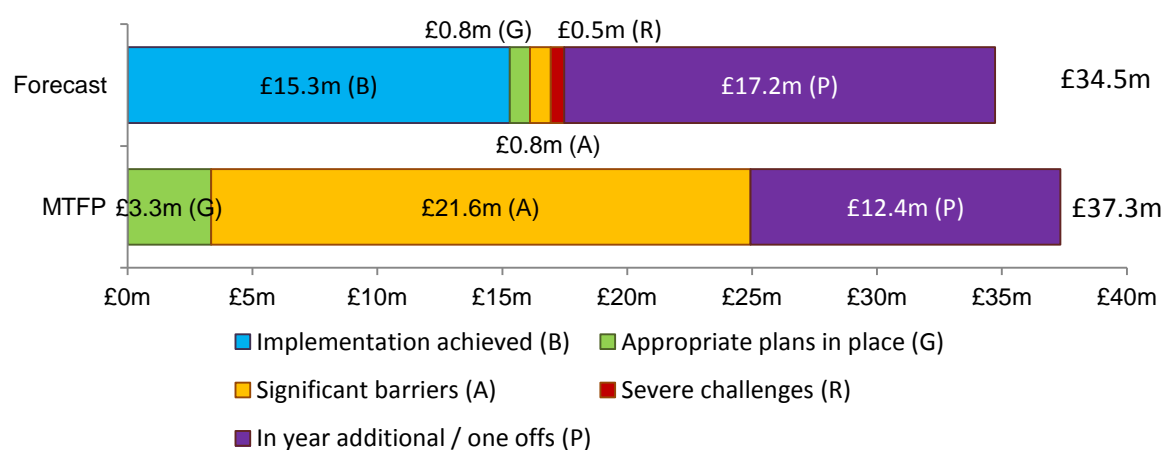 £0.8m (G) £0.5m (R)
Forecast £15.3m (B) £17.2m (P) £34.5m
£0.8m (A)
MTFP £3.3m (G) £21.6m (A) £12.4m (P) £37.3m
£0m £5m £10m £15m £20m £25m £30m £35m £40m
Implementation achieved (B) Appropriate plans in place (G)
Significant barriers (A) Severe challenges (R)
In year additional / one offs (P)